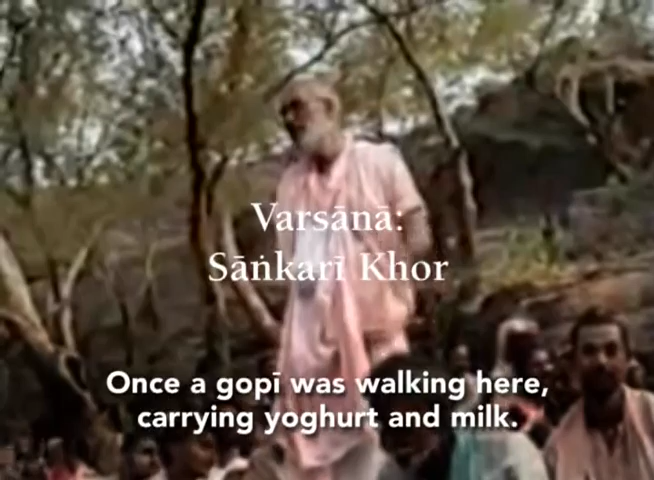 Varsānā:
Sāṅkarī Khor
Once a gopī was walking here,
carrying yoghurt and milk.